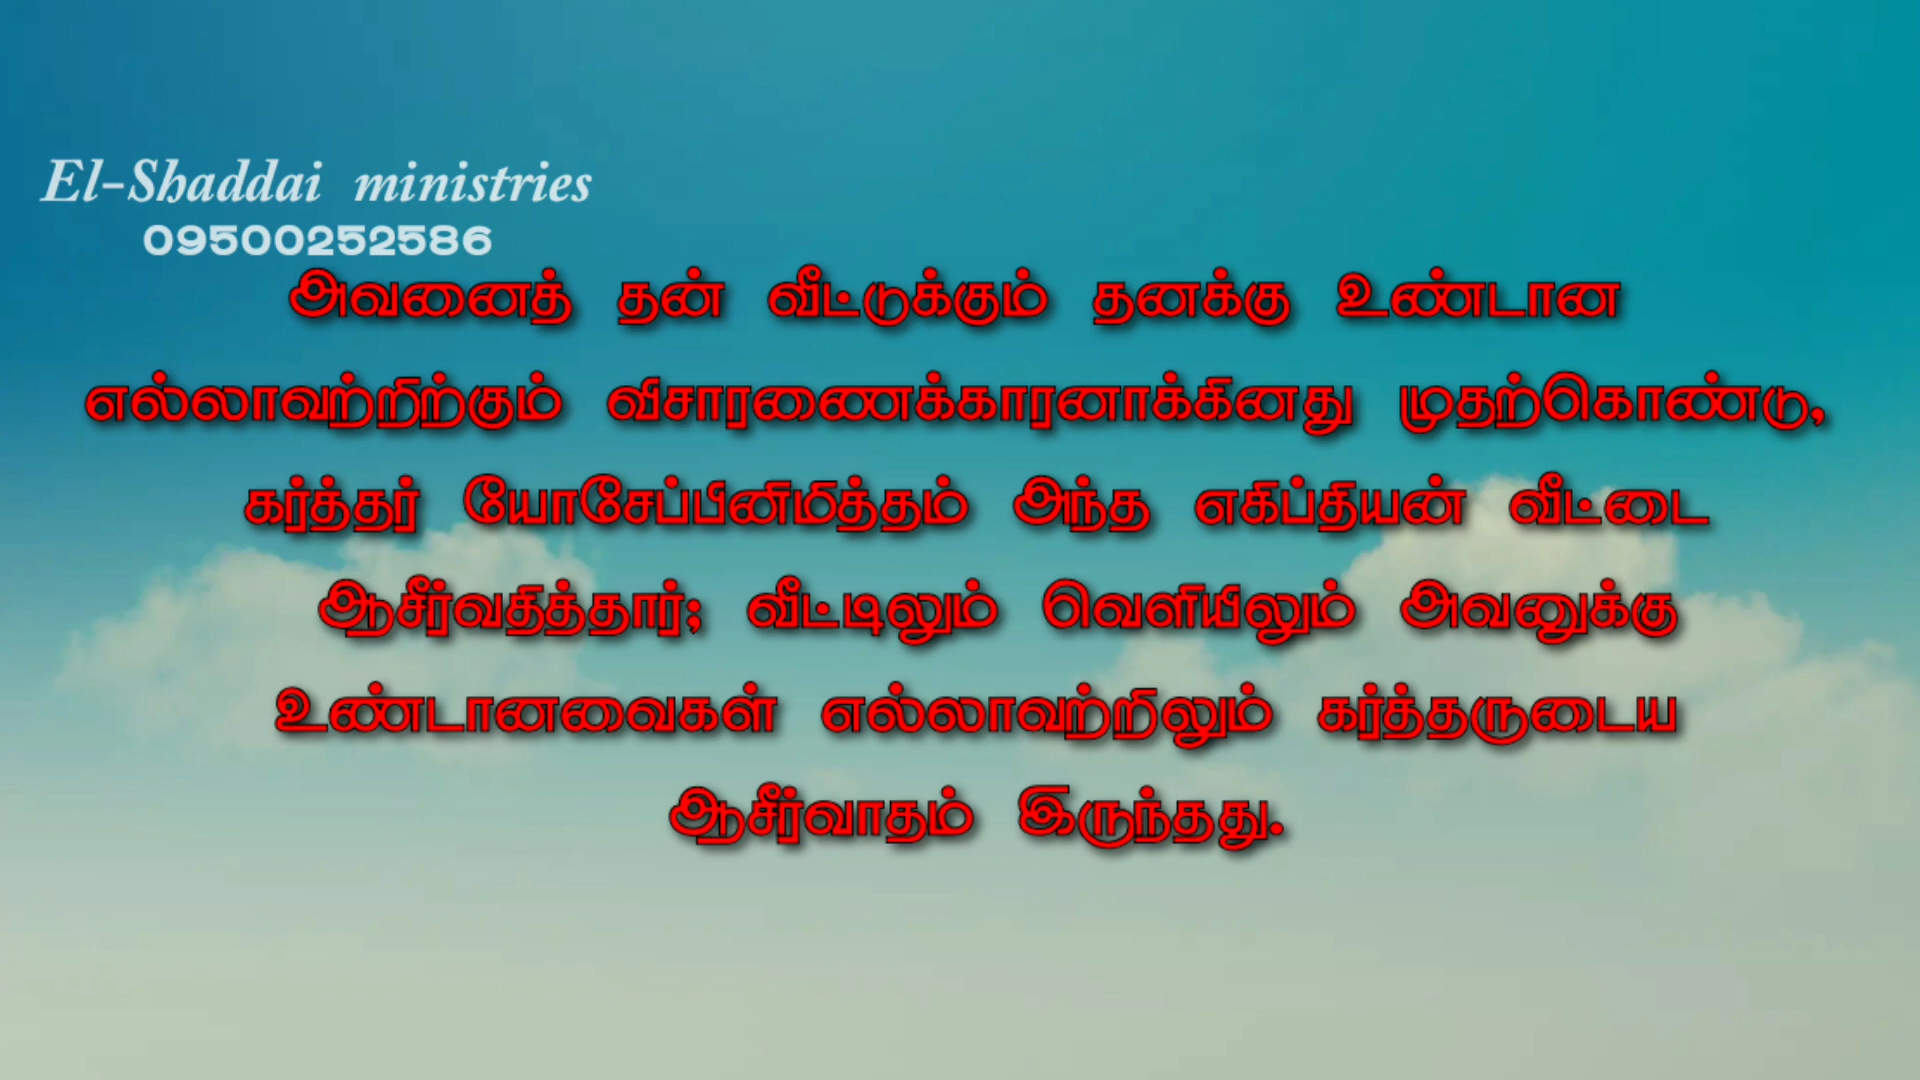 El-Shaddai ministries
09500252586
அவனைத் தன் வீட்டுக்கும் தனக்கு உண்டான
எல்லாவற்றிற்கும் விசாரணைக்காரனாக்கினது முதற்கொண்டு,
கர்த்தர் யோசேப்பினிமித்தம் அந்த எகிப்தியன் வீட்டை
ஆசீர்வதித்தார்; வீட்டிலும் வெளியிலும் அவனுக்கு
உண்டானவைகள் எல்லாவற்றிலும் கர்த்தருடைய
ஆசீர்வாதம் இருந்தது.